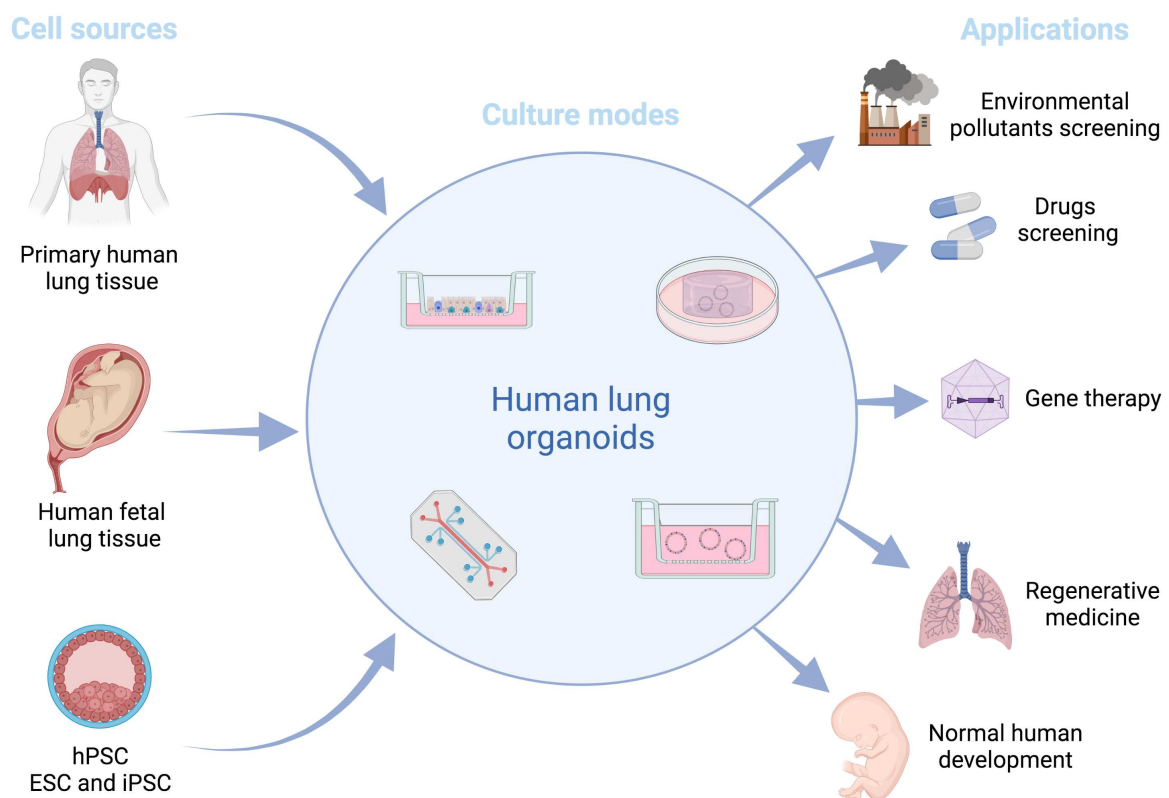 Cell sources
Primary human
lung tissue
Human fetal
lung tissue
hPSC
ESC and iPSC
Culture modes
Human lung
organoids
Applications
Environmental
pollutants screening
Drugs
screening
Gene therapy
Regenerative
medicine
Normal human
development